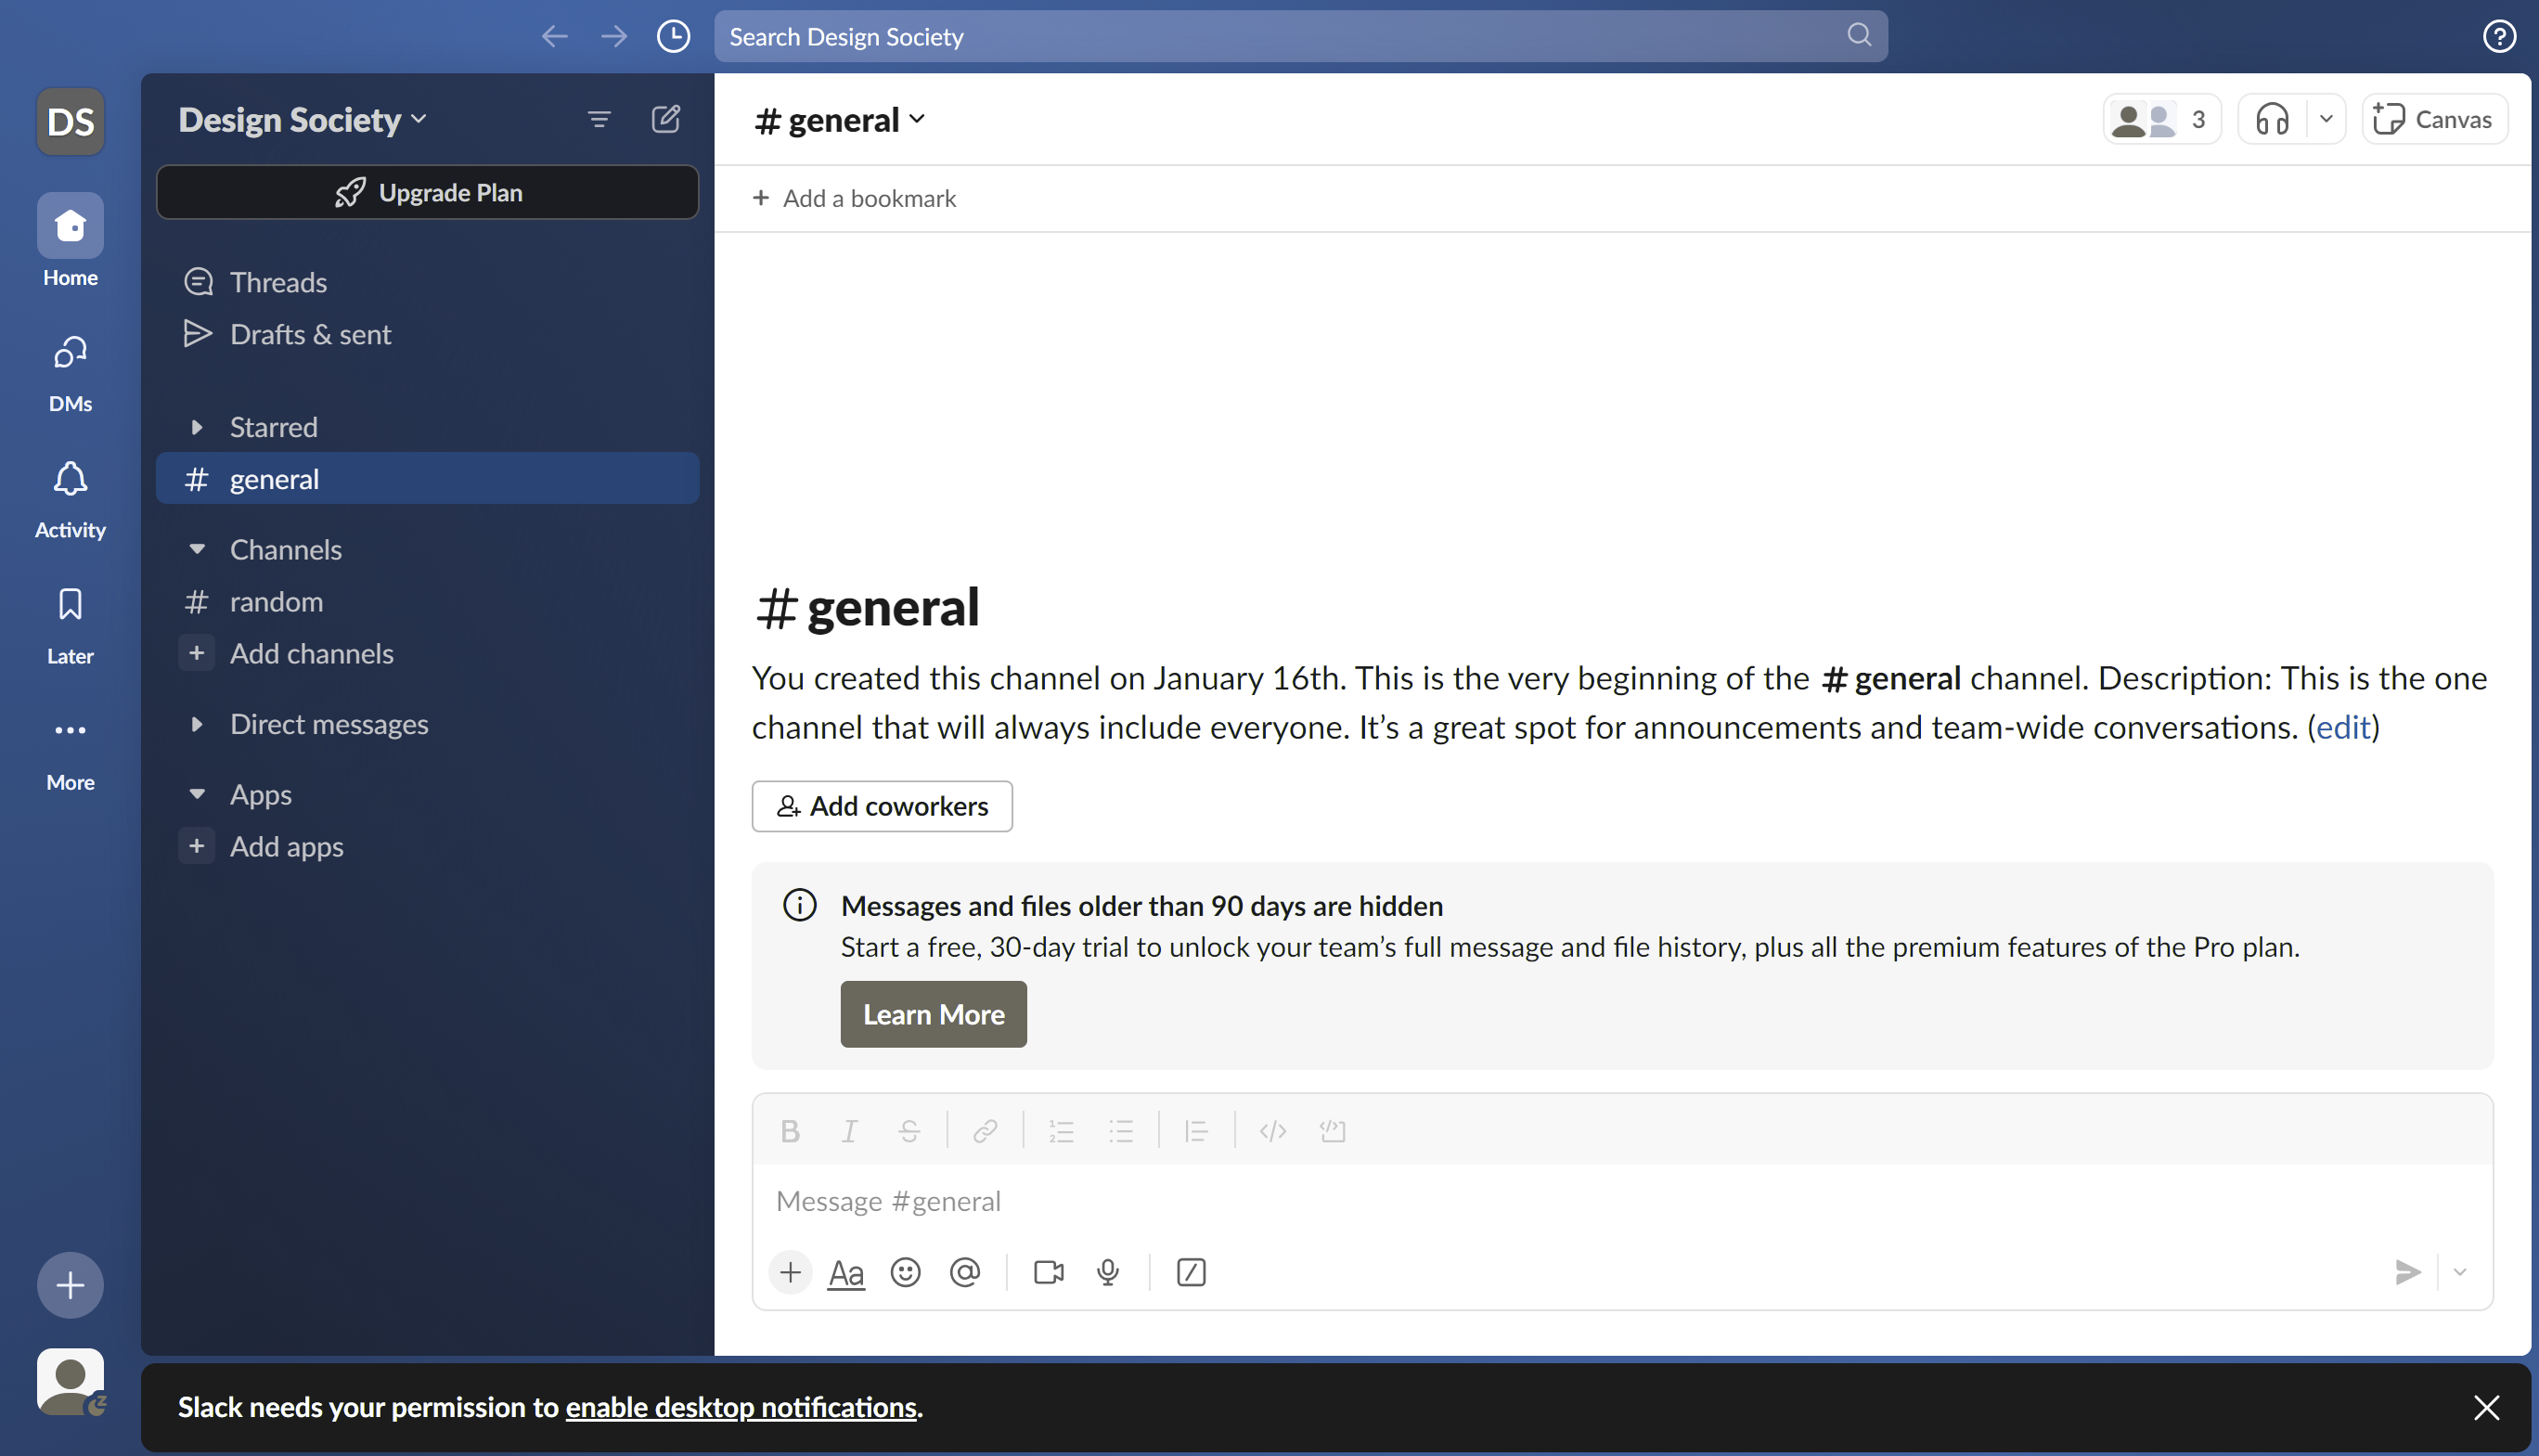 Search Design Society
DS
Design Society
# general
3
Canvas
Upgrade Plan
+ Add a bookmark
Home
Threads
Drafts & sent
DMs
Starred
# general
Activity
Channels
# random
Later
+ Add channels
Direct messages
More
Apps
+ Add apps
# general
You created this channel on January 16th. This is the very beginning of the # general channel. Description: This is the one
channel that will always include everyone. It’s a great spot for announcements and team-wide conversations. (edit)
Add coworkers
Messages and files older than 90 days are hidden
Start a free, 30-day trial to unlock your team’s full message and file history, plus all the premium features of the Pro plan.
Learn More
Message #general
Aa
Slack needs your permission to enable desktop notifications.